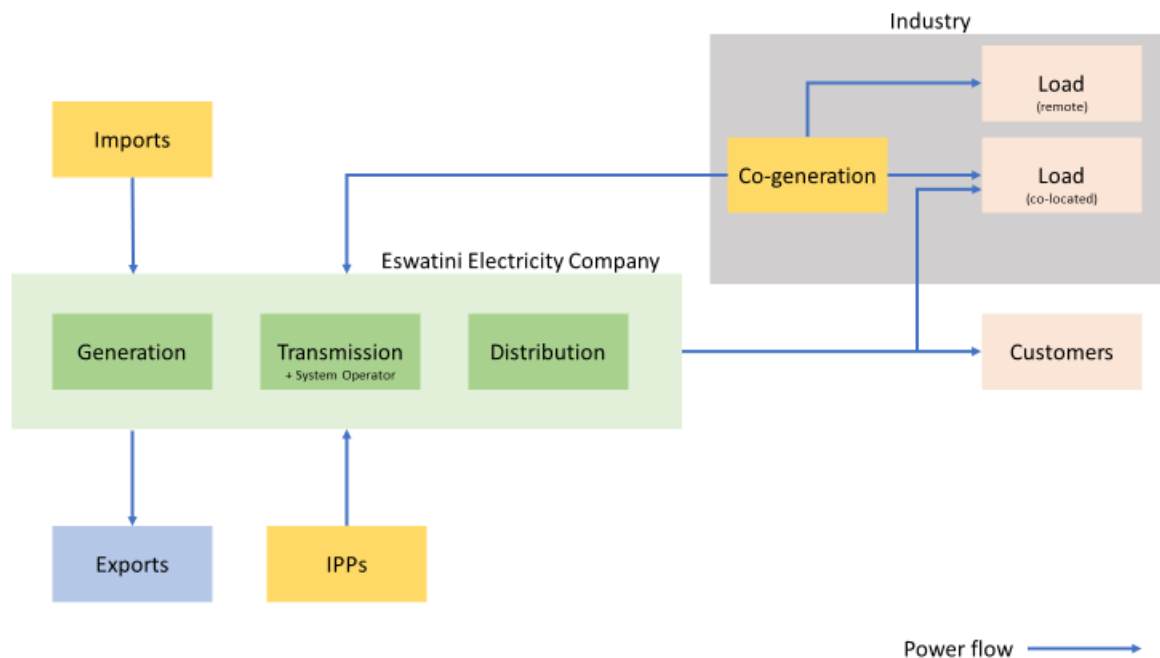 Industry
Load
(remote)
Imports
Co-generation
Load
(co-located)
Eswatini Electricity Company
Generation
Transmission
+ System Operator
Distribution
Customers
Exports
IPPs
Power flow